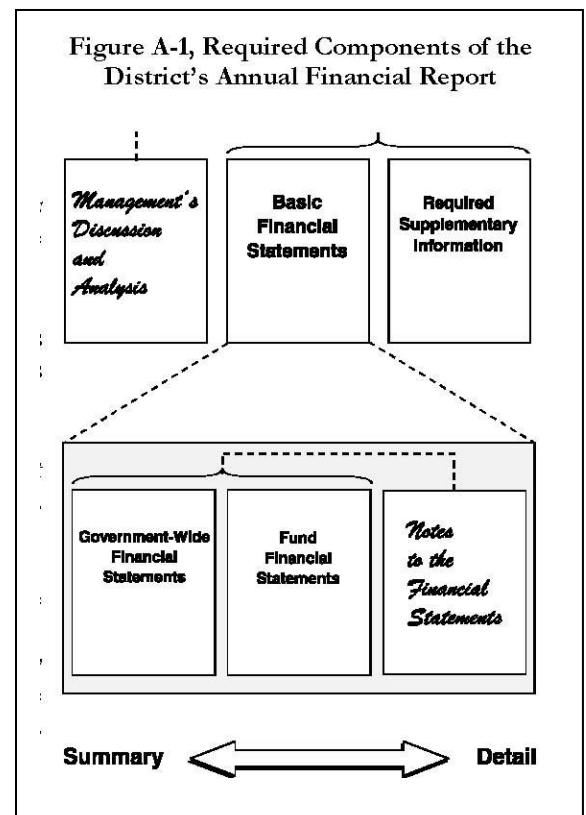 Figure A-1, Required Components of the
District's Annual Financial Report
Management's
Discussion
and
Analysis
Basic
Financial
Statements
Required
Supplementary
Information
Government-Wide
Financial
Statements
Fund
Financial
Statements
Notes
to the
Financial
Statements
Summary
Detail